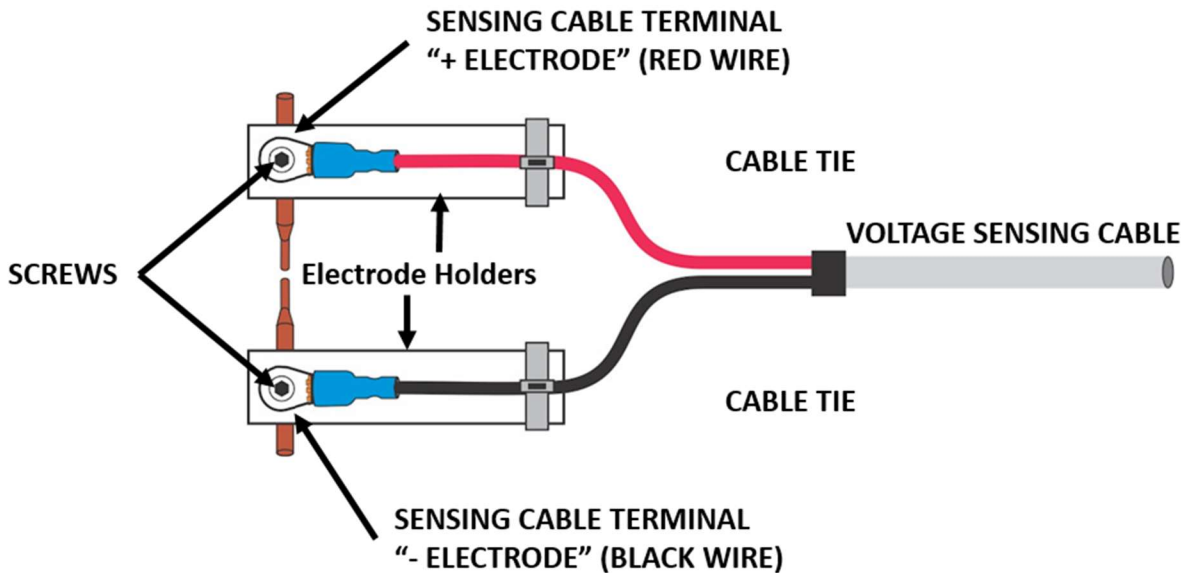 SENSING CABLE TERMINAL
“+ ELECTRODE” (RED WIRE)
CABLE TIE
VOLTAGE SENSING CABLE
SCREWS
Electrode Holders
CABLE TIE
SENSING CABLE TERMINAL
“- ELECTRODE” (BLACK WIRE)